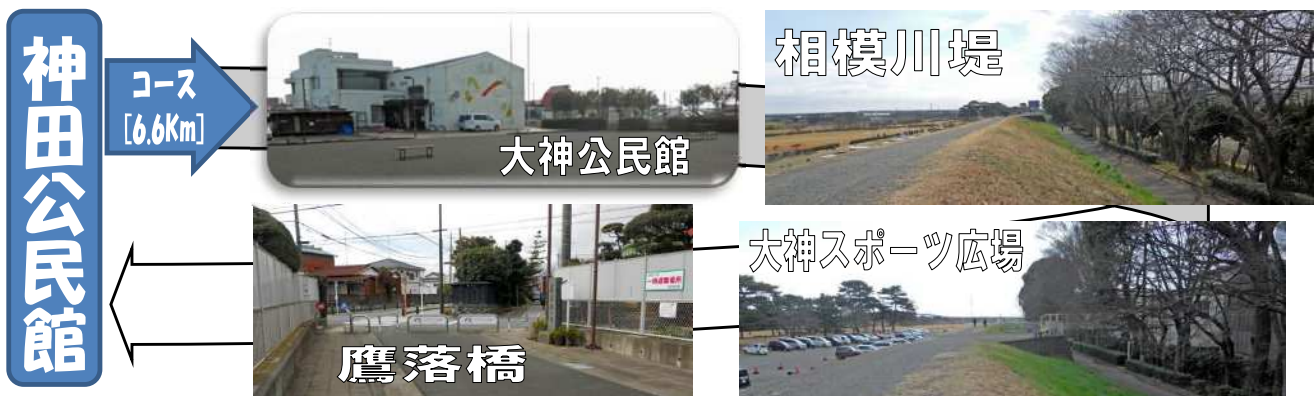 神田公民館
コース
[6.6Km]
大神公民館
相模川堤
大神スポーツ広場
鷹落橋